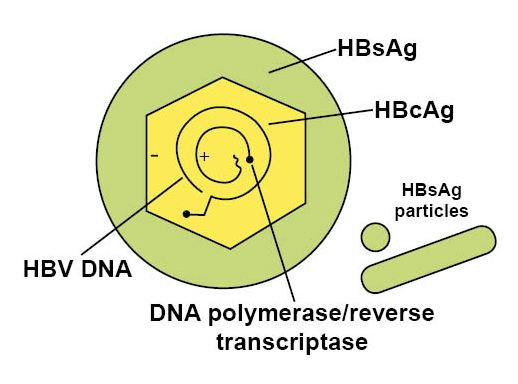 HBsAg
HBcAg
-
+
HBsAg
particles
HBV DNA
DNA polymerase/reverse
transcriptase